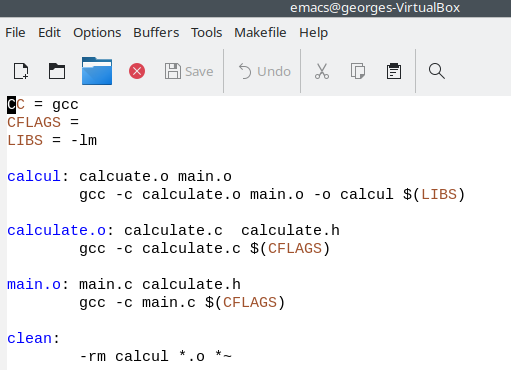 emacs@georges-VirtualBox
File Edit Options Buffers Tools Makefile Help
Save Undo
CC = gcc
CFLAGS =
LIBS = -lm
calcul: calcuate.o main.o
gcc -c calculate.o main.o -o calcul $(LIBS)
calculate.o: calculate.c  calculate.h
gcc -c calculate.c $(CFLAGS)
main.o: main.c calculate.h
gcc -c main.c $(CFLAGS)
clean:
-rm calcul *.o *~